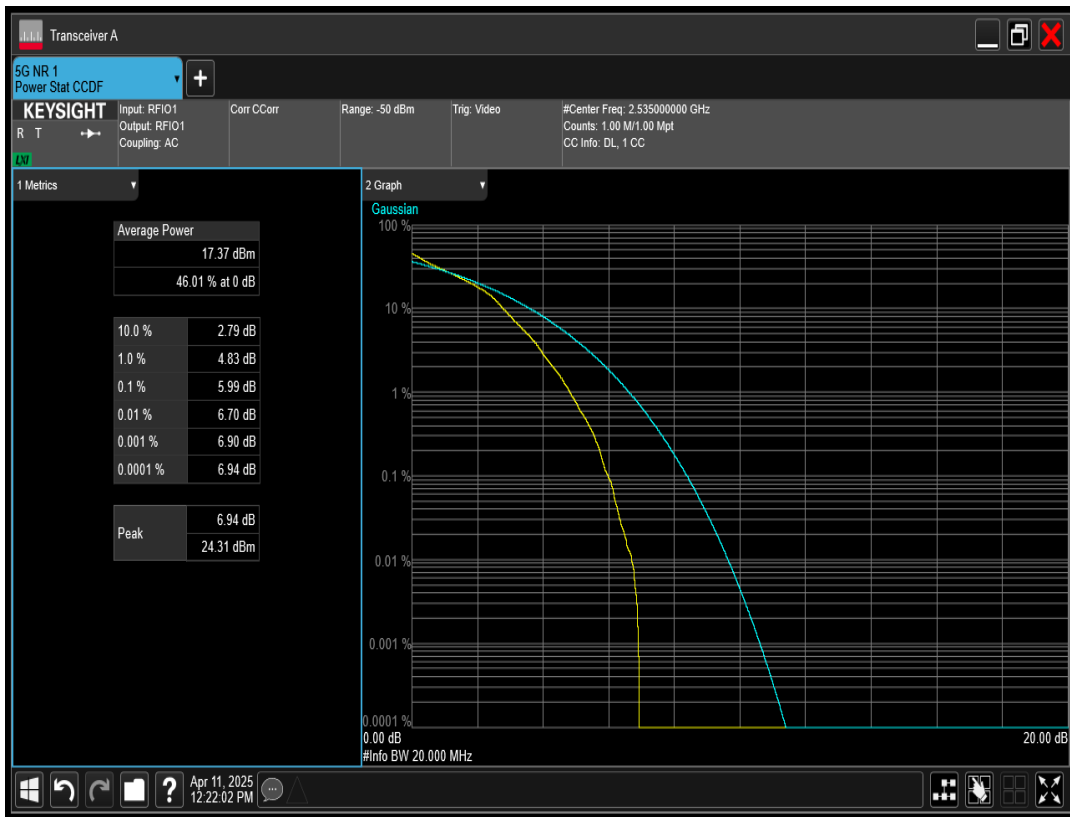 Transceiver A
5G NR 1
Power Stat CCDF
+
KEYSIGHT
R T
LXI
Input: RFIO1
Output: RFIO1
Coupling: AC
Corr CCorr
Range: -50 dBm
Trig: Video
#Center Freq: 2.535000000 GHz
Counts: 1.00 M/1.00 Mpt
CC Info: DL, 1 CC
1 Metrics
Average Power
17.37 dBm
46.01 % at 0 dB
10.0 % 2.79 dB
1.0 % 4.83 dB
0.1 % 5.99 dB
0.01 % 6.70 dB
0.001 % 6.90 dB
0.0001 % 6.94 dB
Peak
6.94 dB
24.31 dBm
2 Graph
Gaussian
100 %
10 %
1 %
0.1 %
0.01 %
0.001 %
0.0001 %
0.00 dB 20.00 dB
#Info BW 20.000 MHz
?
Apr 11, 2025
12:22:02 PM